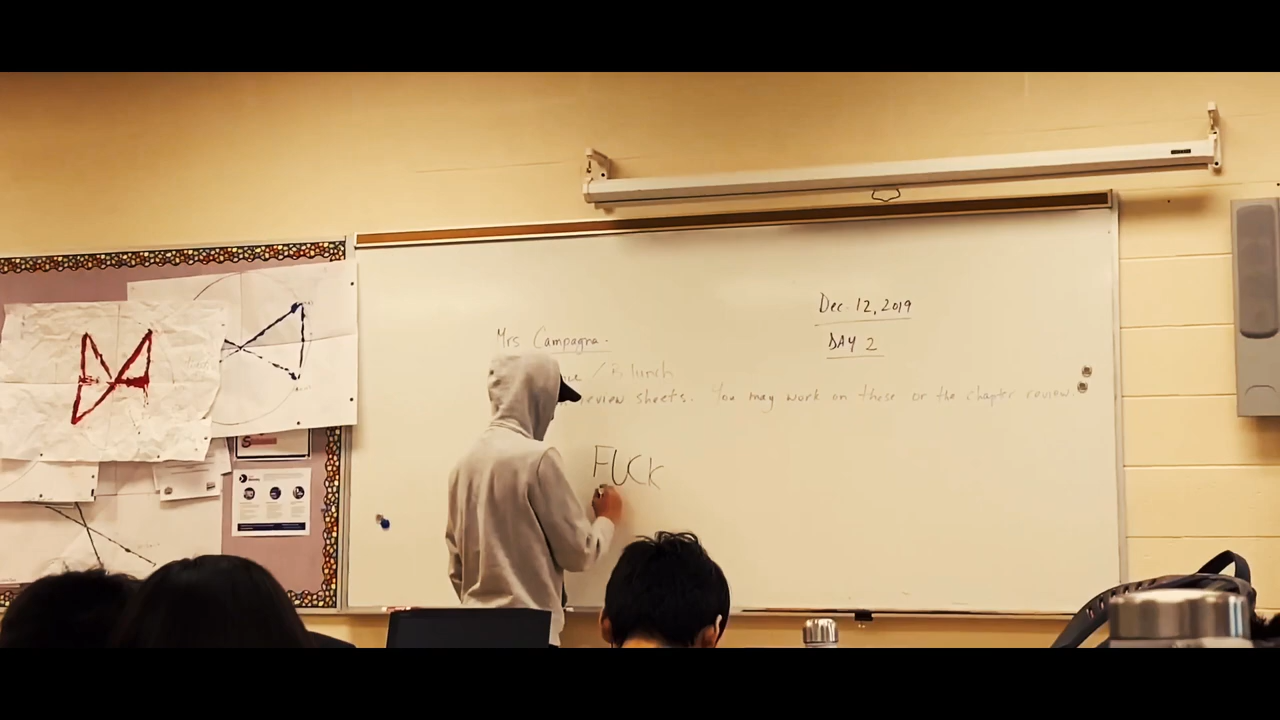 Mrs Campagna.
Dec. 12, 2019
DAY 2
/ B lunch
review sheets. You may work on these or the chapter review.
FUCK